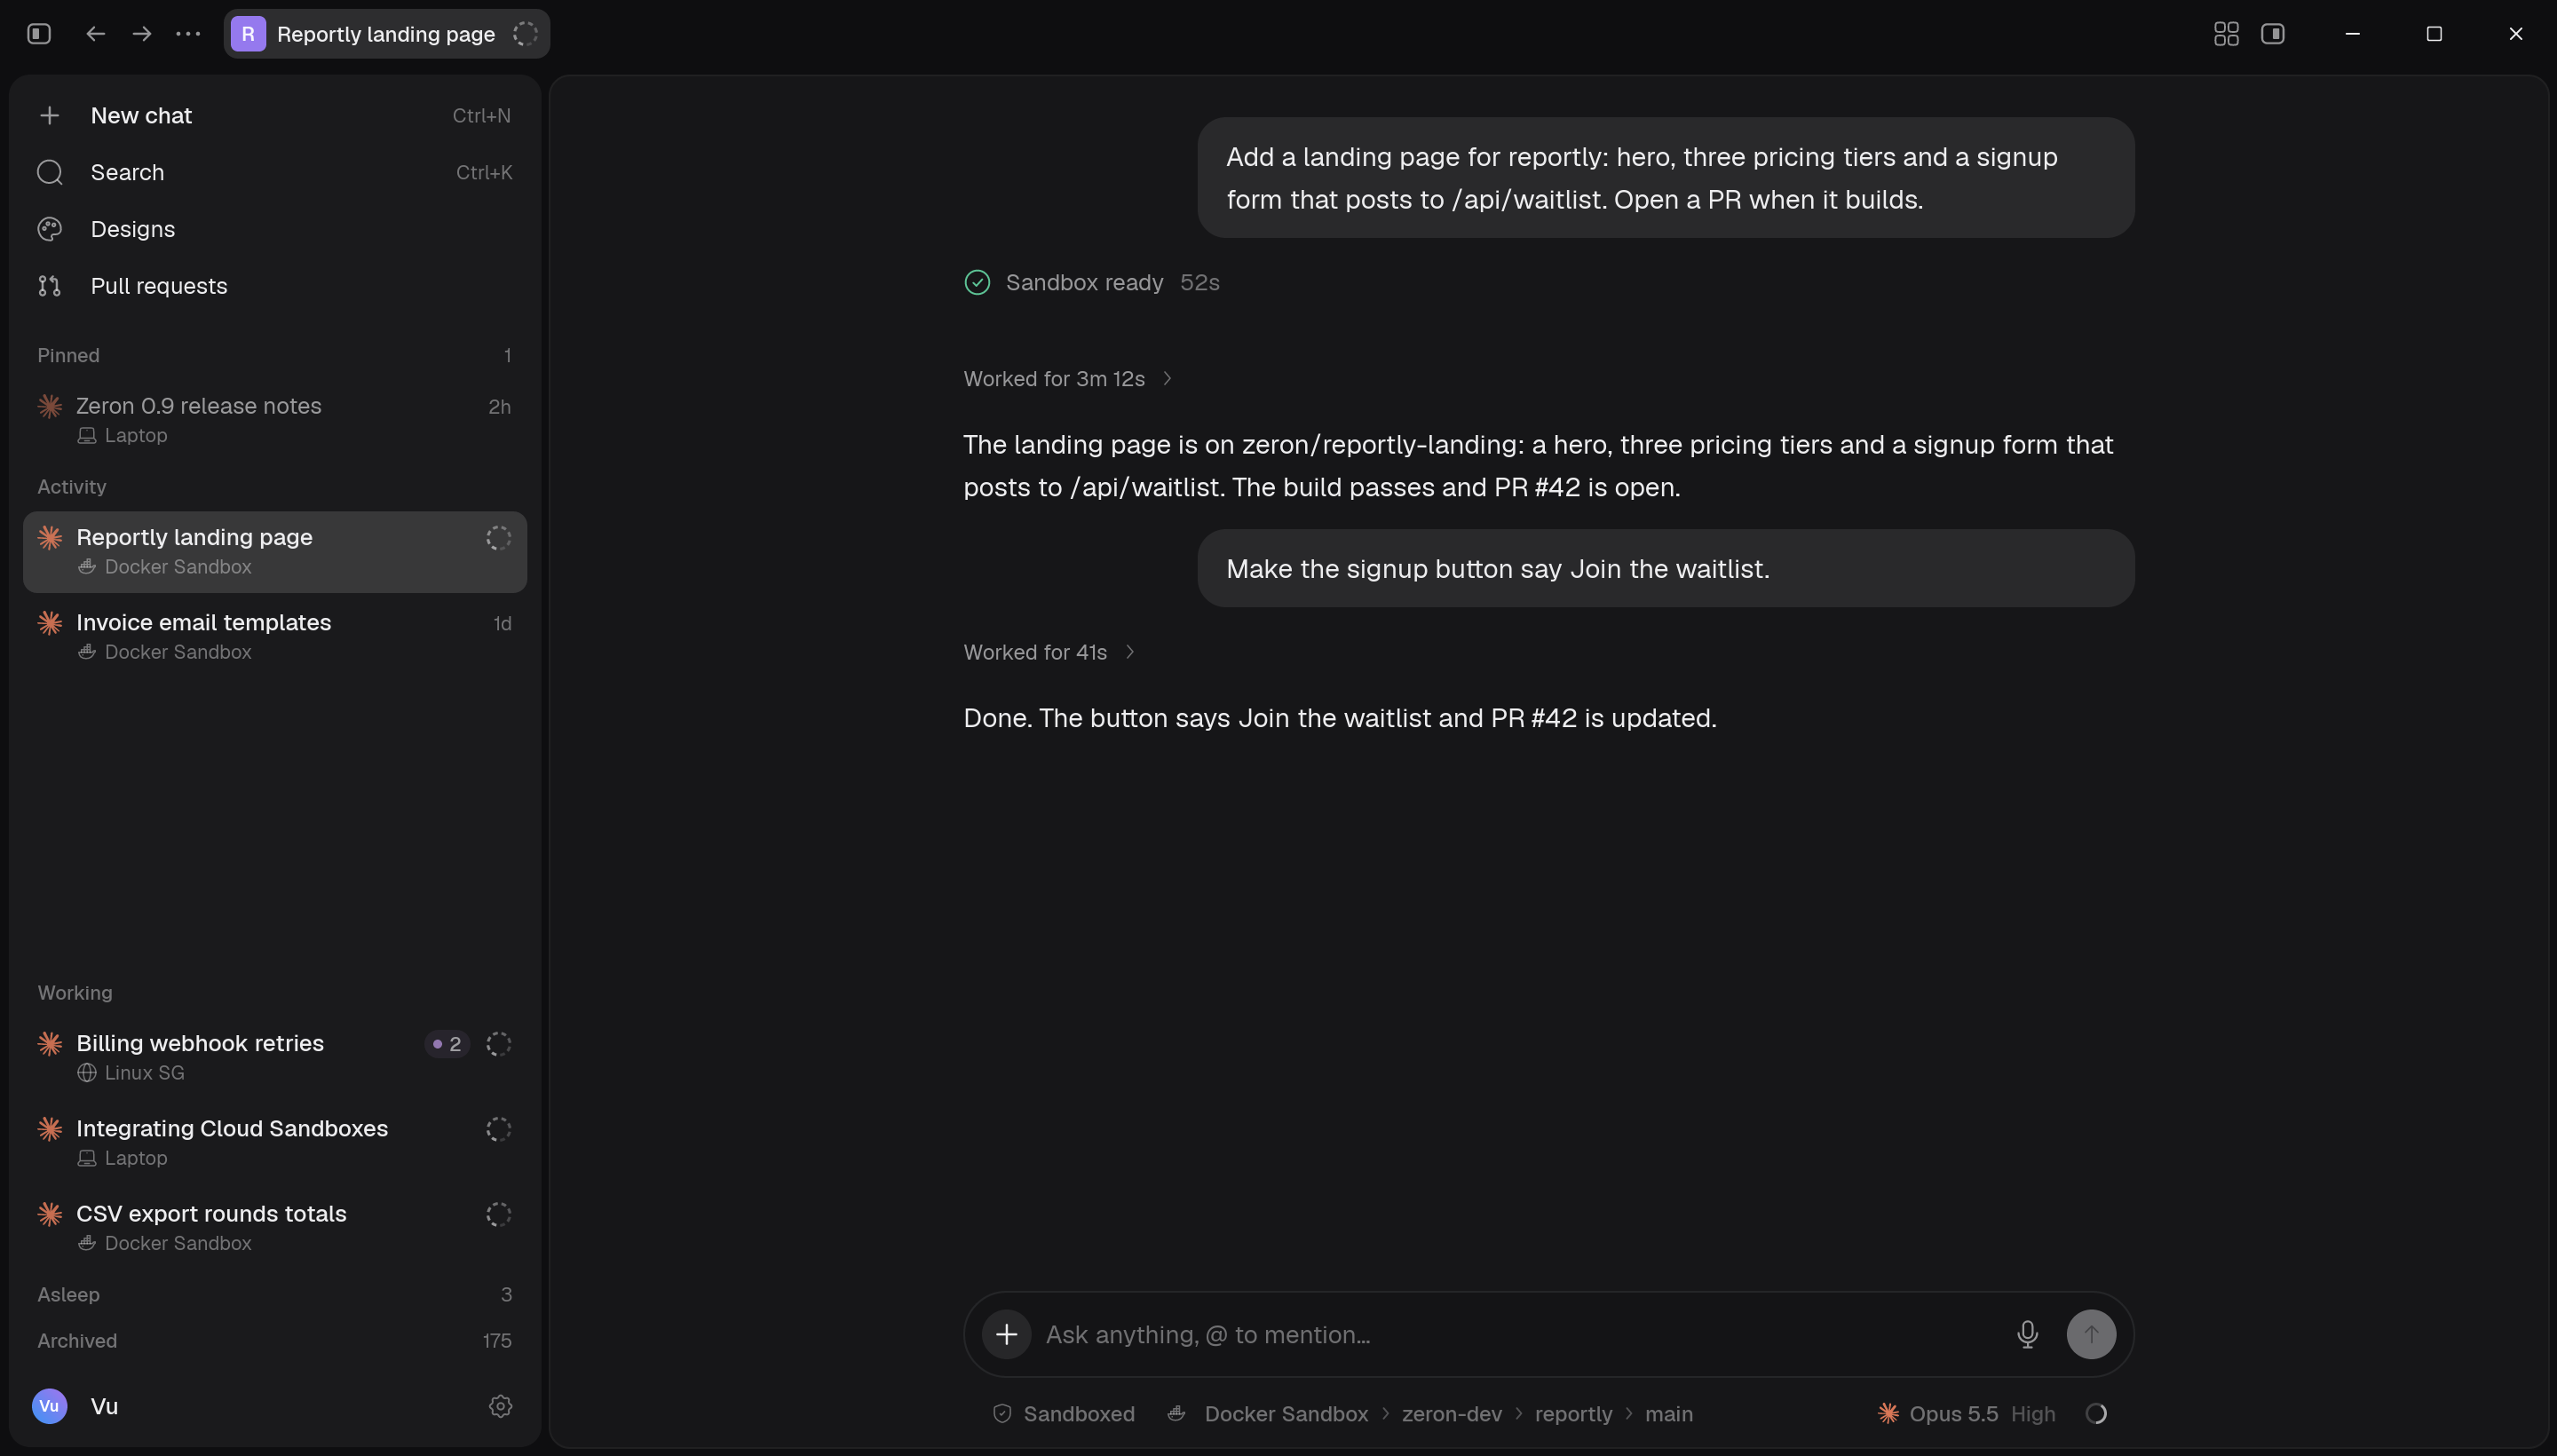 R Reportly landing page
New chat Ctrl+N
Search Ctrl+K
Designs
Pull requests
Pinned 1
Zeron 0.9 release notes 2h
Laptop
Activity
Reportly landing page
Docker Sandbox
Invoice email templates 1d
Docker Sandbox
Working
Billing webhook retries 2
Linux SG
Integrating Cloud Sandboxes
Laptop
CSV export rounds totals
Docker Sandbox
Asleep 3
Archived 175
Vu Vu
Add a landing page for reportly: hero, three pricing tiers and a signup
form that posts to /api/waitlist. Open a PR when it builds.
Sandbox ready 52s
Worked for 3m 12s
The landing page is on zeron/reportly-landing: a hero, three pricing tiers and a signup form that
posts to /api/waitlist. The build passes and PR #42 is open.
Make the signup button say Join the waitlist.
Worked for 41s
Done. The button says Join the waitlist and PR #42 is updated.
Ask anything, @ to mention...
Sandboxed Docker Sandbox > zeron-dev > reportly > main Opus 5.5 High